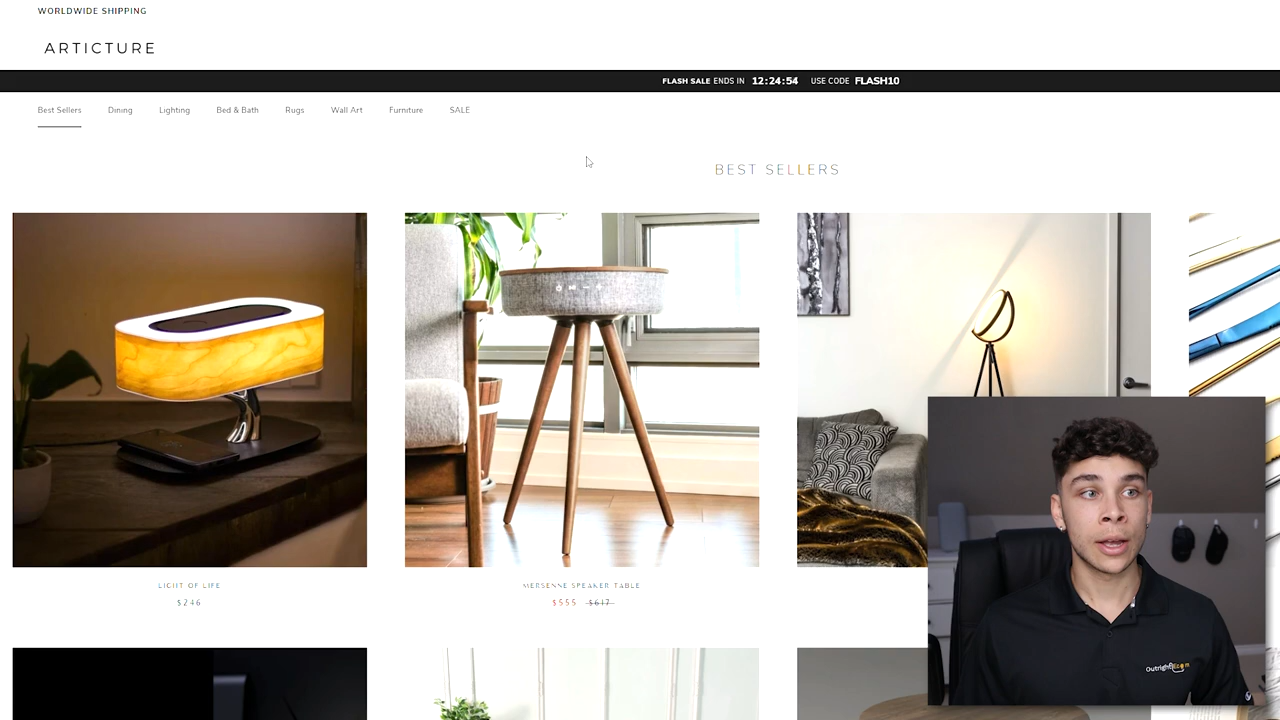 WORLDWIDE SHIPPING
ARTICTURE
FLASH SALE ENDS IN 12:24:54 USE CODE FLASH10
Best Sellers Dining Lighting Bed & Bath Rugs Wall Art Furniture SALE
BEST SELLERS
LIGHT OF LIFE
$246
MERSENNE SPEAKER TABLE
$555 $617
OutrightEcom